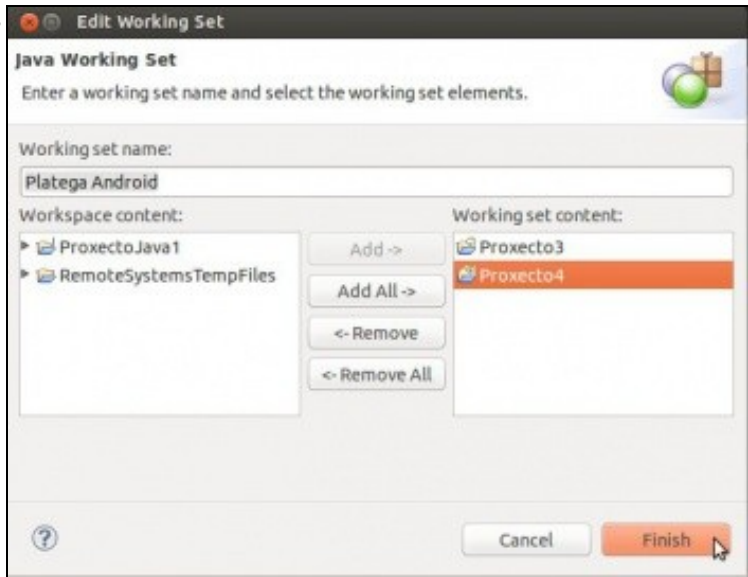 Edit Working Set
Java Working Set
Enter a working set name and select the working set elements.
Working set name:
Platega Android
Workspace content:
Working set content:
ProxectoJava1
RemoteSystemsTempFiles
Add ->
Add All ->
<- Remove
<- Remove All
Proxecto3
Proxecto4
?
Cancel
Finish